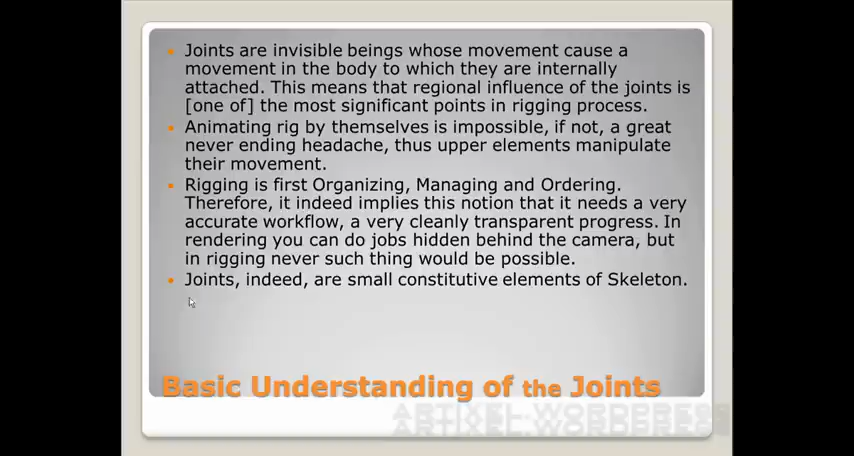 Joints are invisible beings whose movement cause a
movement in the body to which they are internally
attached. This means that regional influence of the joints is
[one of] the most significant points in rigging process.
Animating rig by themselves is impossible, if not, a great
never ending headache, thus upper elements manipulate
their movement.
Rigging is first Organizing, Managing and Ordering.
Therefore, it indeed implies this notion that it needs a very
accurate workflow, a very cleanly transparent progress. In
rendering you can do jobs hidden behind the camera, but
in rigging never such thing would be possible.
Joints, indeed, are small constitutive elements of Skeleton.
Basic Understanding of the Joints
ARTIXEL.WORDPRESS
ARTIXEL.WORDPRESS